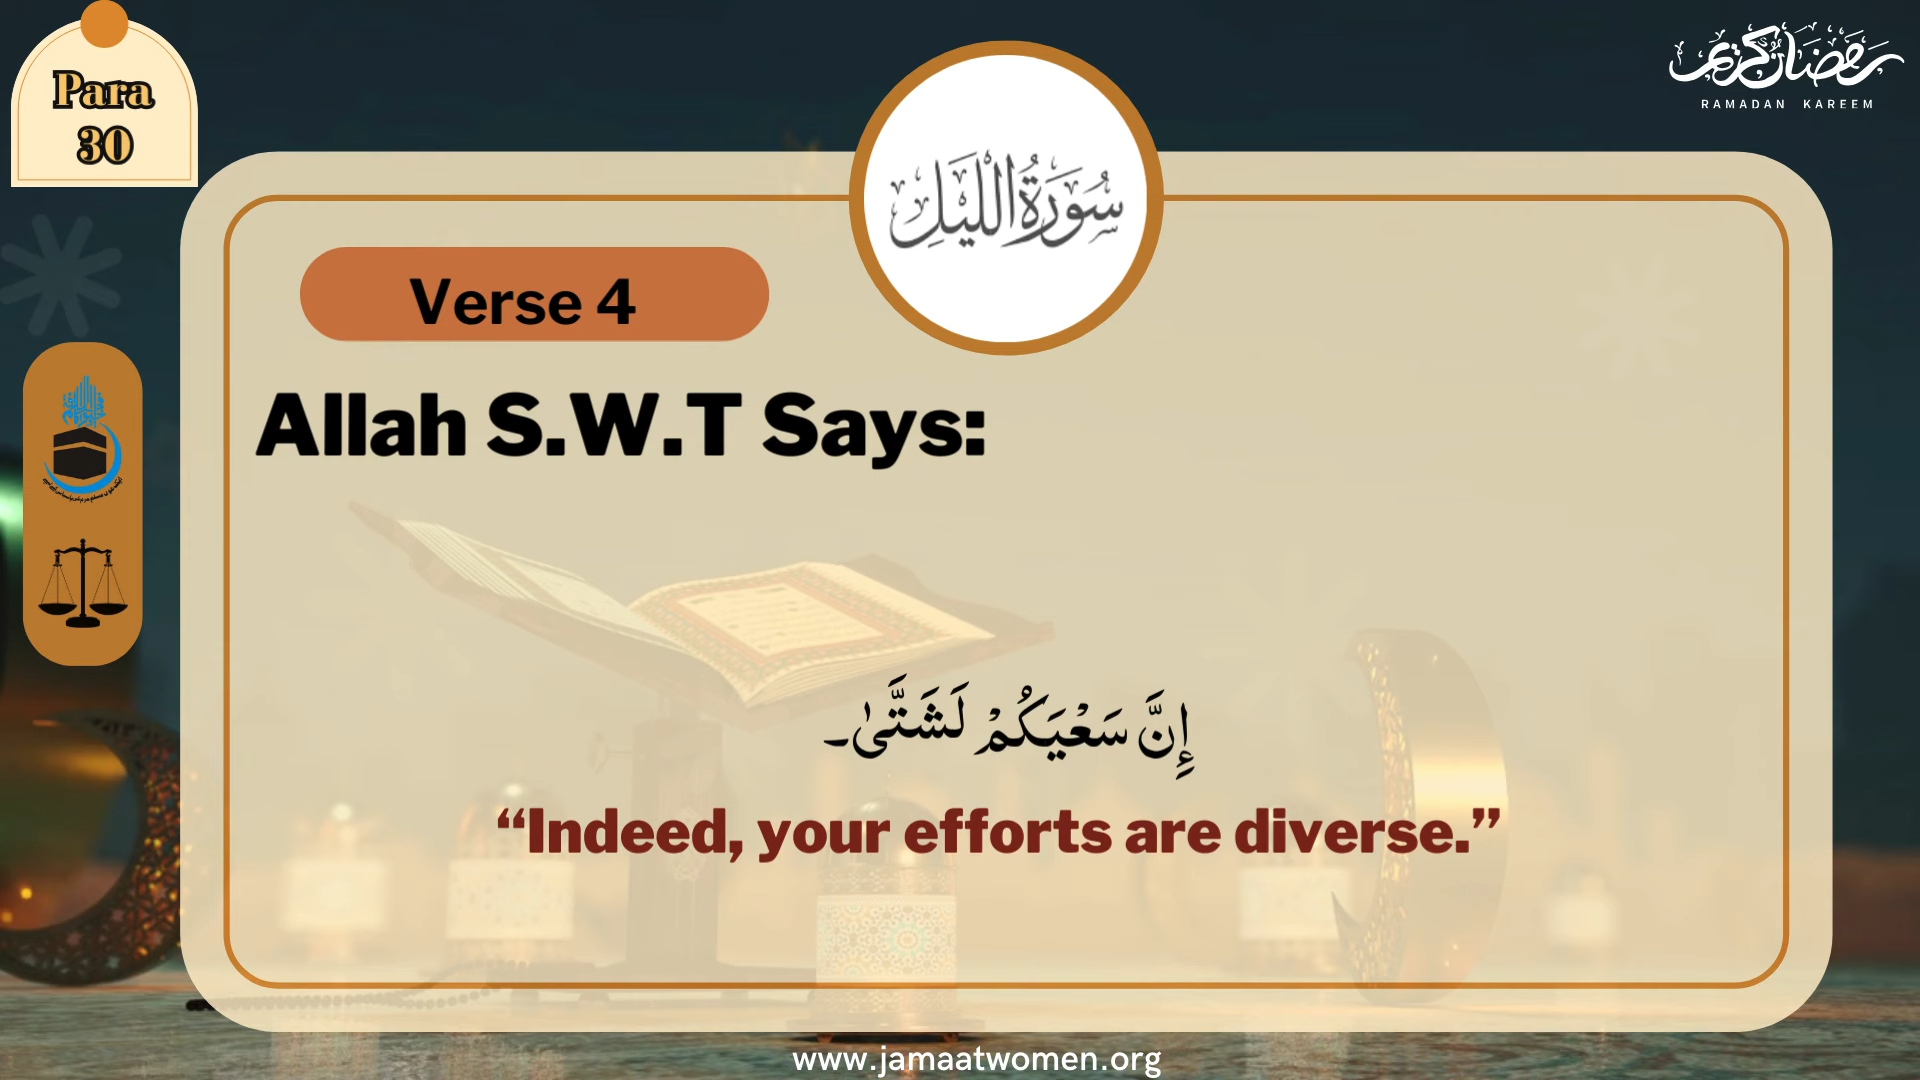 Para
30
رمضان كريم
RAMADAN KAREEM
سُورَةُ اللَّيْلِ
Verse 4
Allah S.W.T Says:
إِنَّ سَعْيَكُمْ لَشَتَّىٰ۔
“Indeed, your efforts are diverse.”
www.jamaatwomen.org